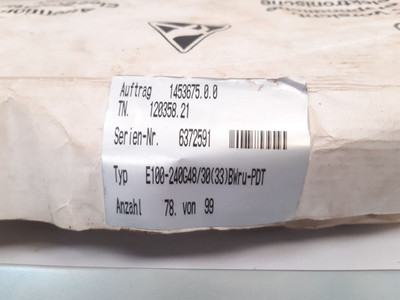 Auftrag 1453675.0.0
TN. 120358.21
Serien-Nr. 6372591
Typ E100-240G48/30(33)BWru-PDT
Anzahl 78. von 99